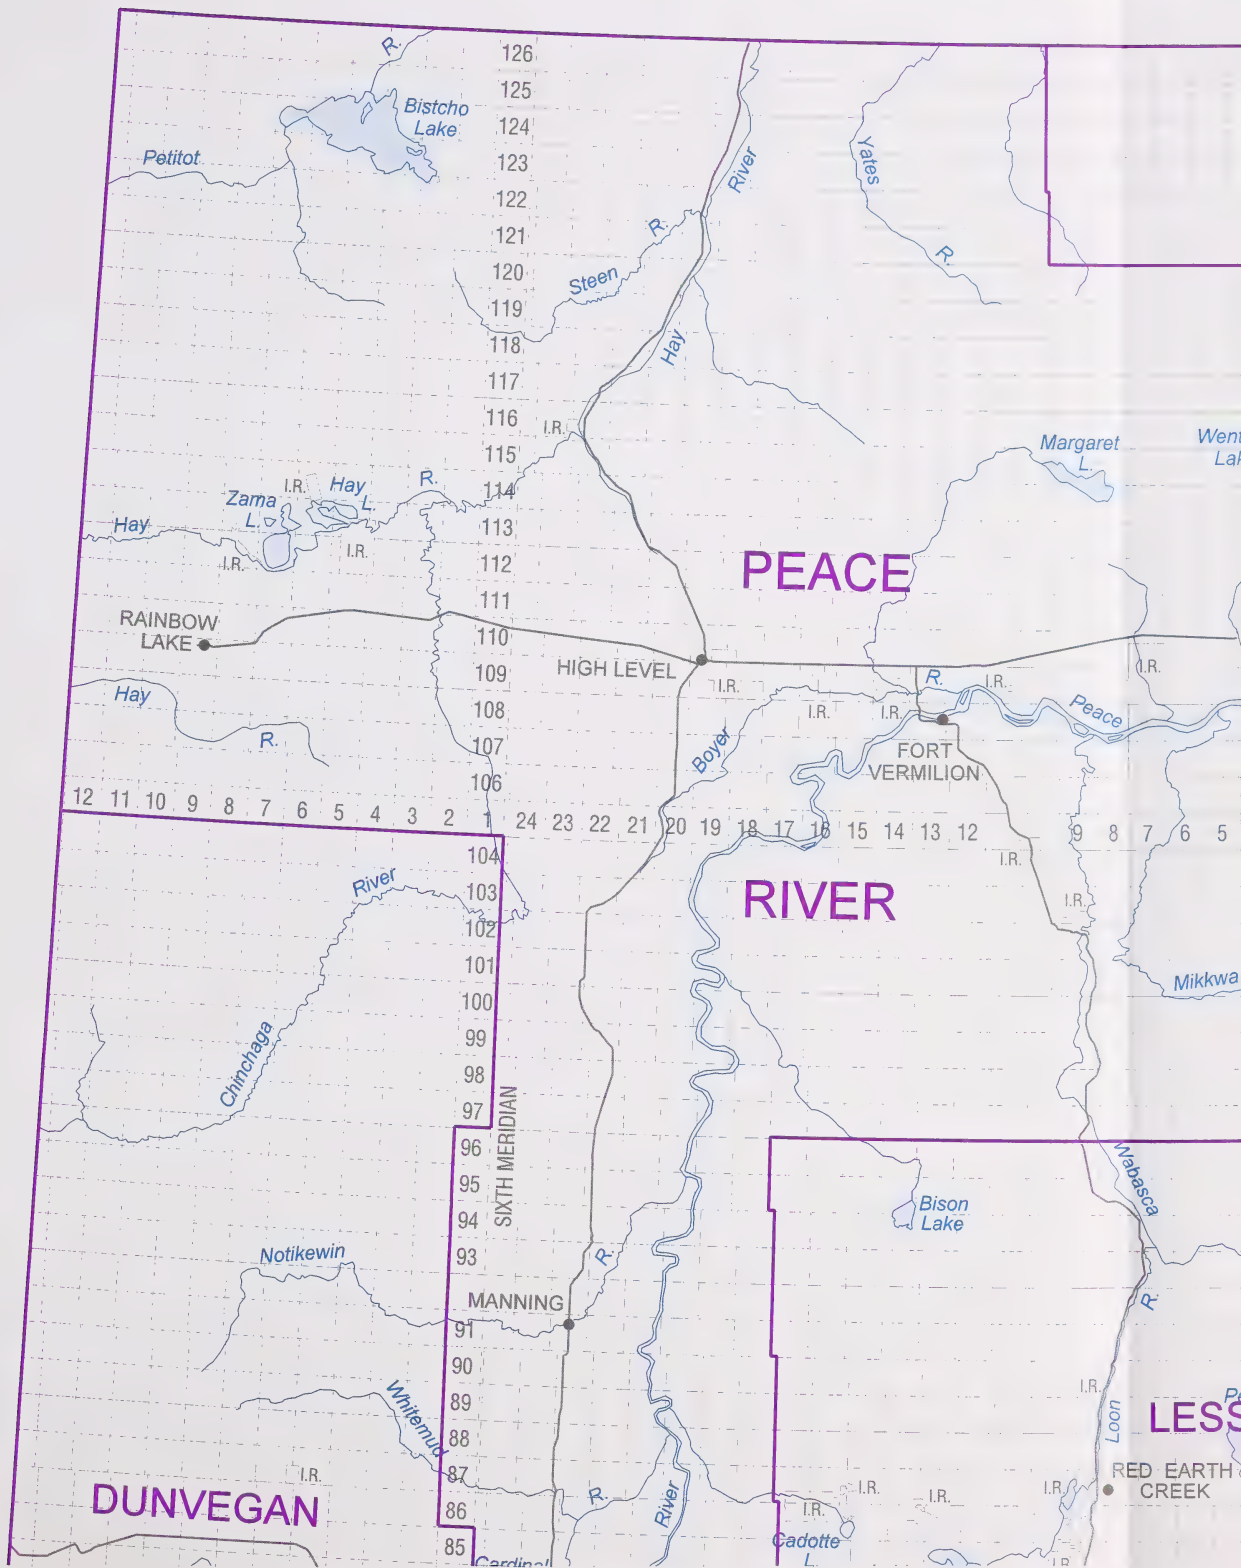 R.
126
125
Bistcho
Lake
124
Petitot
123
River
Yates
122
R.
121
R.
120
Steen
119
Hay
118
117
116
I.R.
115
Margaret
L.
114
R.
I.R.
Hay
L.
Zama
L.
113
Hay
I.R.
I.R.
112
PEACE
111
RAINBOW
LAKE
110
HIGH LEVEL
109
I.R.
R.
I.R.
I.R.
Hay
108
I.R.
I.R.
Peace
R.
107
Boyer
FORT
VERMILION
106
12 11 10 9 8 7 6 5 4 3 2 1 24 23 22 21 20 19 18 17 16 15 14 13 12 9 8 7 6 5
104
I.R.
River
103
RIVER
I.R.
102
101
Mikkwa
100
99
Chinchaga
98
97
SIXTH MERIDIAN
96
95
Wabasca
94
Bison
Lake
93
Notikewin
R.
MANNING
R.
91
90
89
I.R.
Whitemud
Loon
LESS
88
87
I.R.
RED EARTH
CREEK
DUNVEGAN
R.
River
I.R.
I.R.
I.R.
I.R.
86
Cadotte
L.
85
Cardinal
I.R.